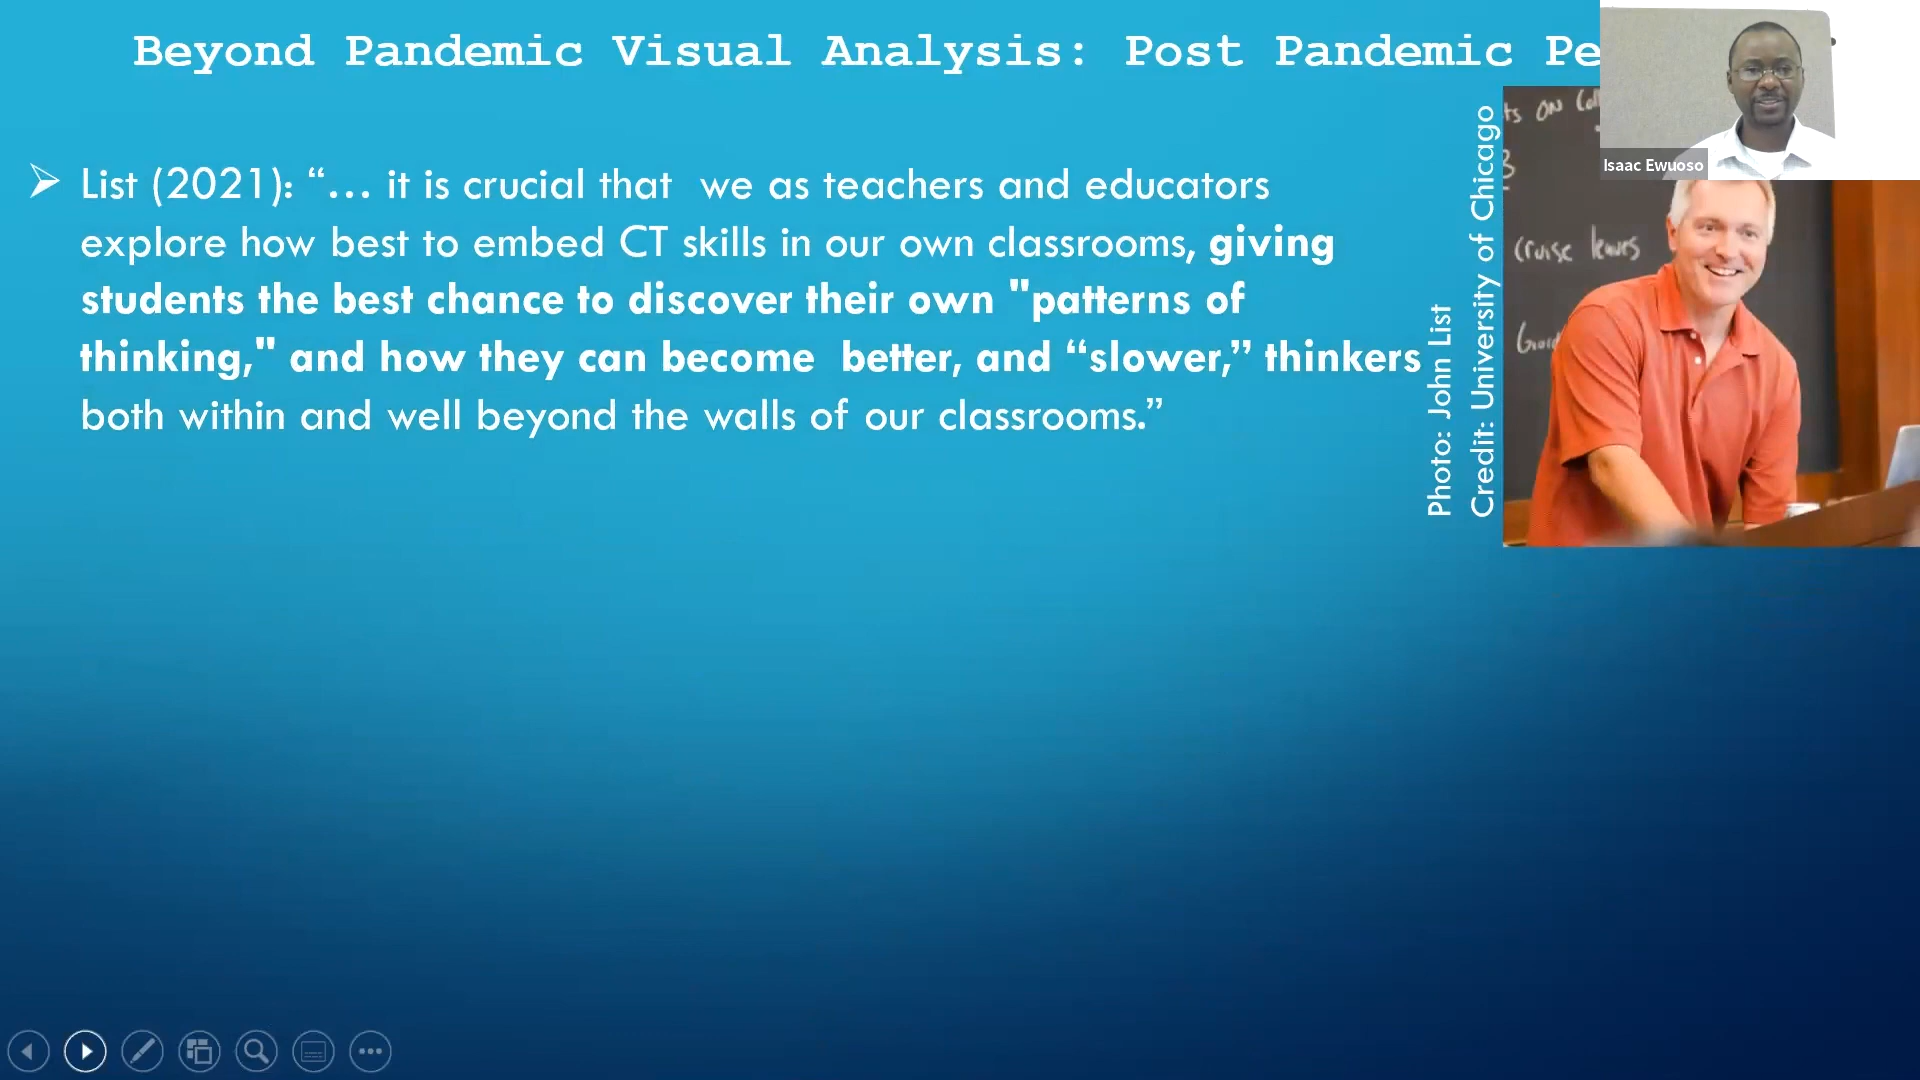 Beyond Pandemic Visual Analysis: Post Pandemic
Isaac Ewuoso
➢ List (2021): “… it is crucial that we as teachers and educators
explore how best to embed CT skills in our own classrooms, giving
students the best chance to discover their own "patterns of
thinking," and how they can become better, and “slower,” thinkers
both within and well beyond the walls of our classrooms.”
Photo: John List
Credit: University of Chicago
ON
cruise leaves